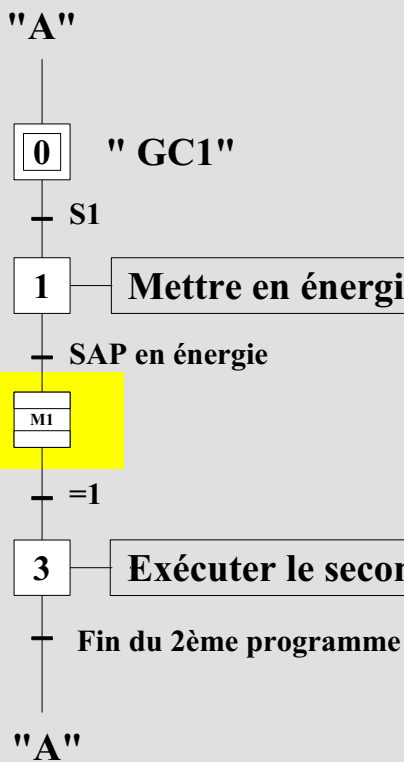 "A"
0 " GC1"
S1
1 Mettre en énergi
SAP en énergie
M1
=1
3 Exécuter le secon
Fin du 2ème programme
"A"